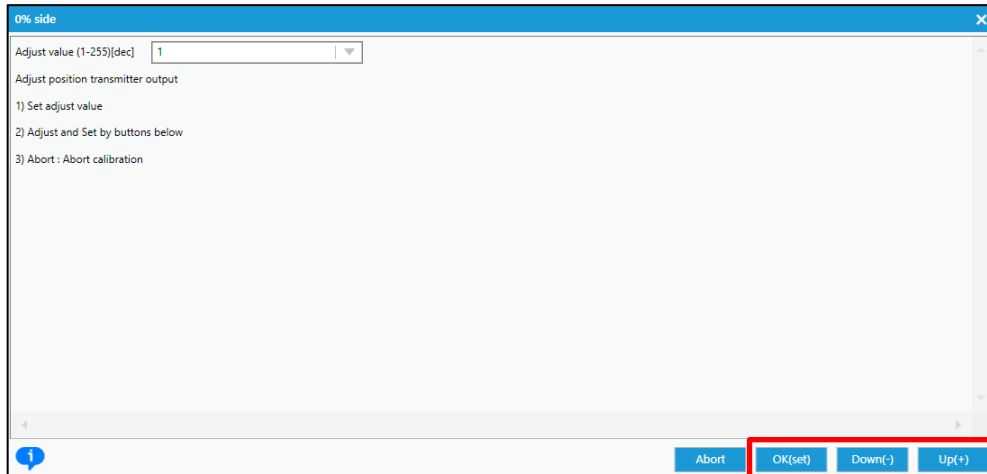 0% side
Adjust value (1-255)[dec] 1
Adjust position transmitter output
1) Set adjust value
2) Adjust and Set by buttons below
3) Abort : Abort calibration
Abort OK(set) Down(-) Up(+)